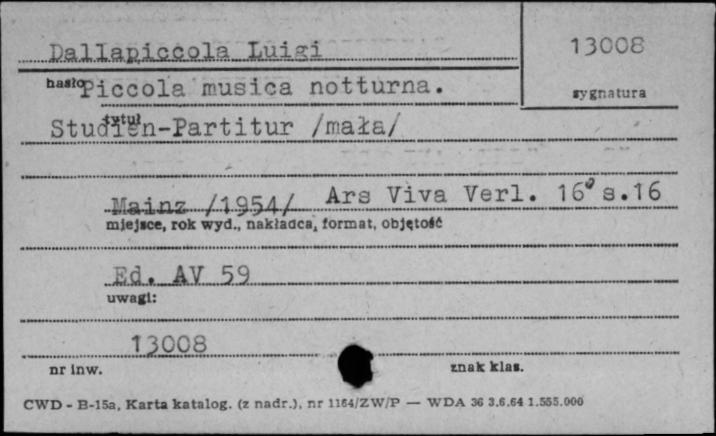 Dallapiccola Luigi
13008
hasło Piccola musica notturna.
sygnatura
tytuł
Studien-Partitur /mała/
Mainz /1954/ Ars Viva Verl. 16° s.16
miejsce, rok wyd., nakładca, format, objętość
Ed. AV 59
uwagi:
13008
nr inw.
znak klas.
CWD - B-15a, Karta katalog. (z nadr.), nr 1164/ZW/P — WDA 36 3.6.64 1.555.000